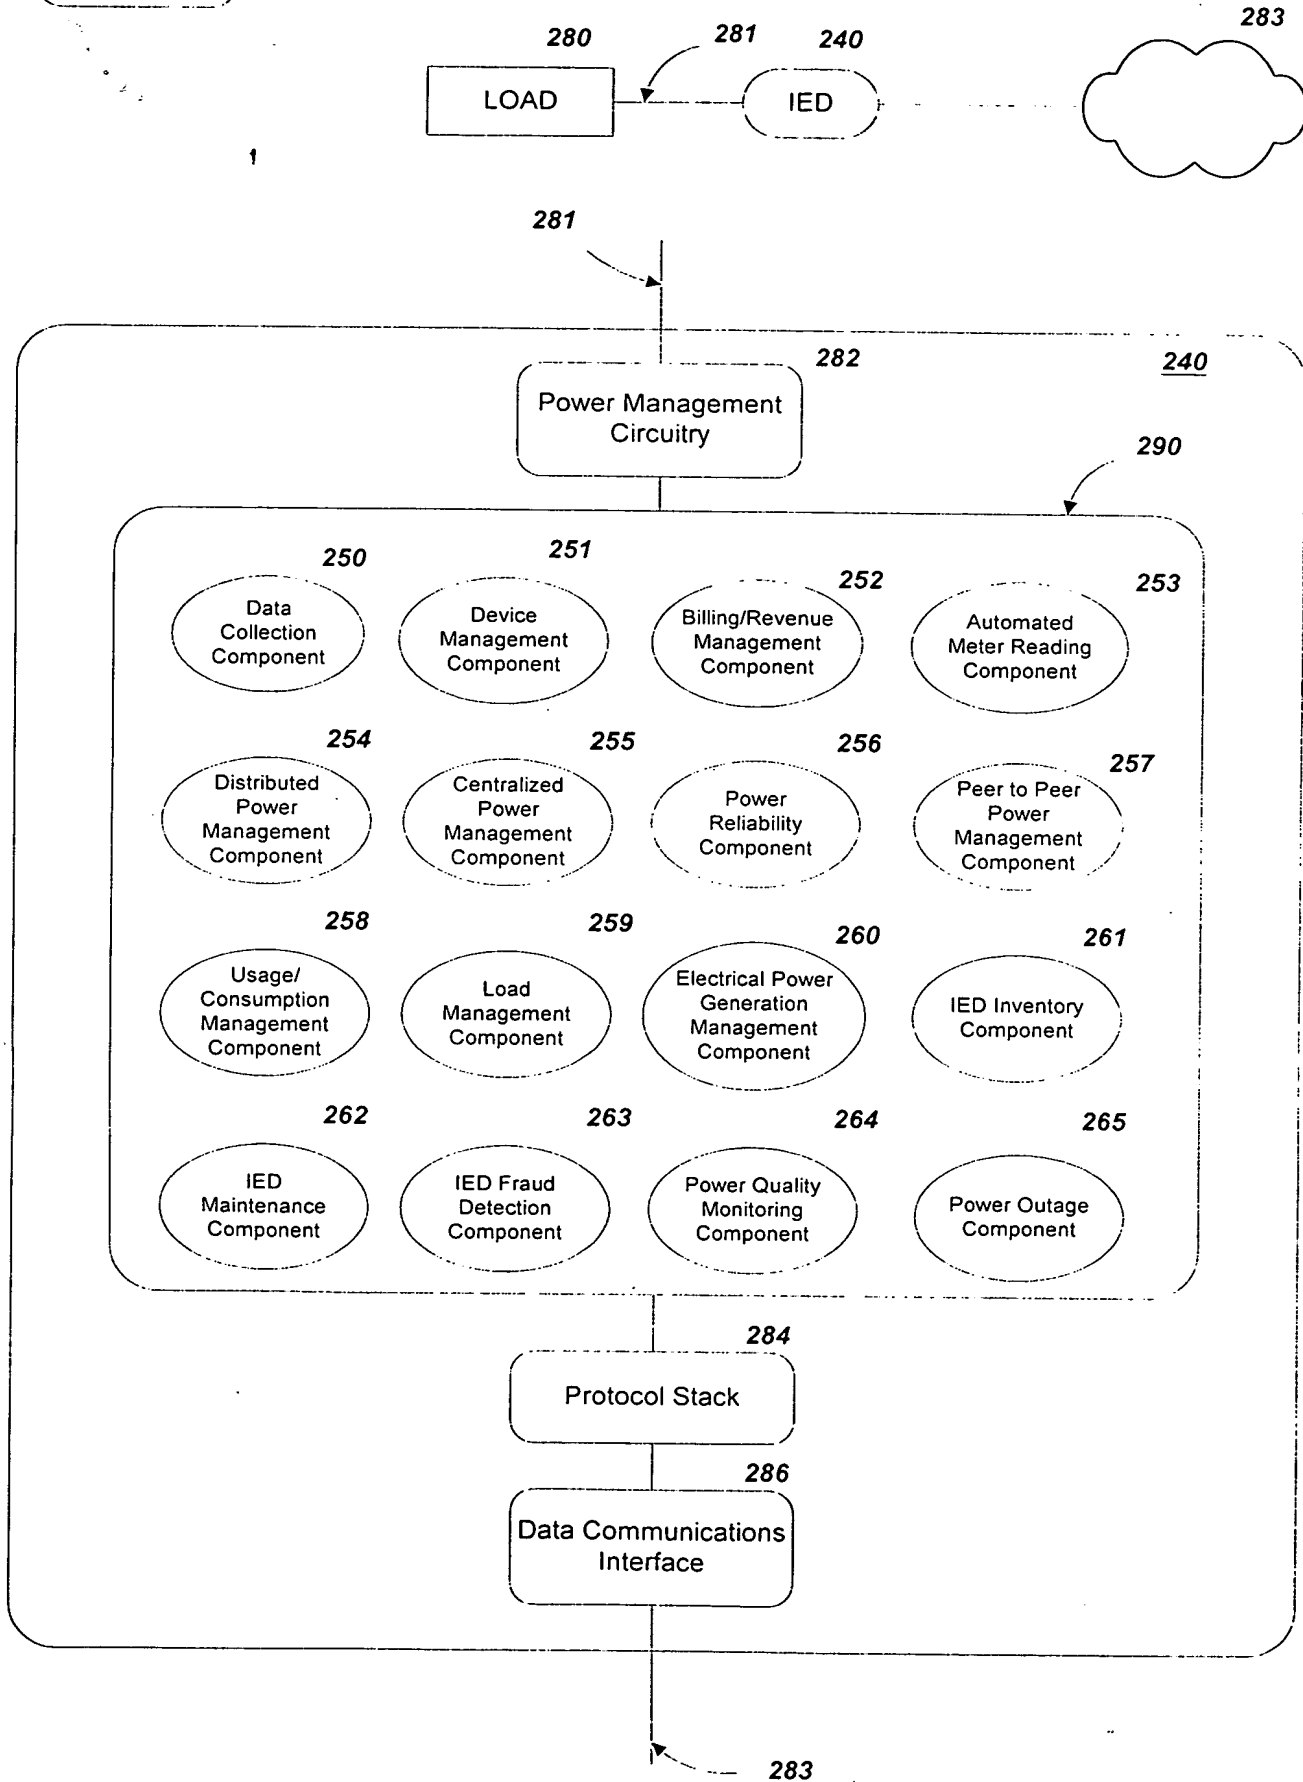 283
280
281
240
LOAD
IED
281
282
240
Power Management
Circuitry
290
250
251
252
253
Data
Collection
Component
Device
Management
Component
Billing/Revenue
Management
Component
Automated
Meter Reading
Component
254
255
256
257
Distributed
Power
Management
Component
Centralized
Power
Management
Component
Power
Reliability
Component
Peer to Peer
Power
Management
Component
258
259
260
261
Usage/
Consumption
Management
Component
Load
Management
Component
Electrical Power
Generation
Management
Component
IED Inventory
Component
262
263
264
265
IED
Maintenance
Component
IED Fraud
Detection
Component
Power Quality
Monitoring
Component
Power Outage
Component
284
Protocol Stack
286
Data Communications
Interface
283